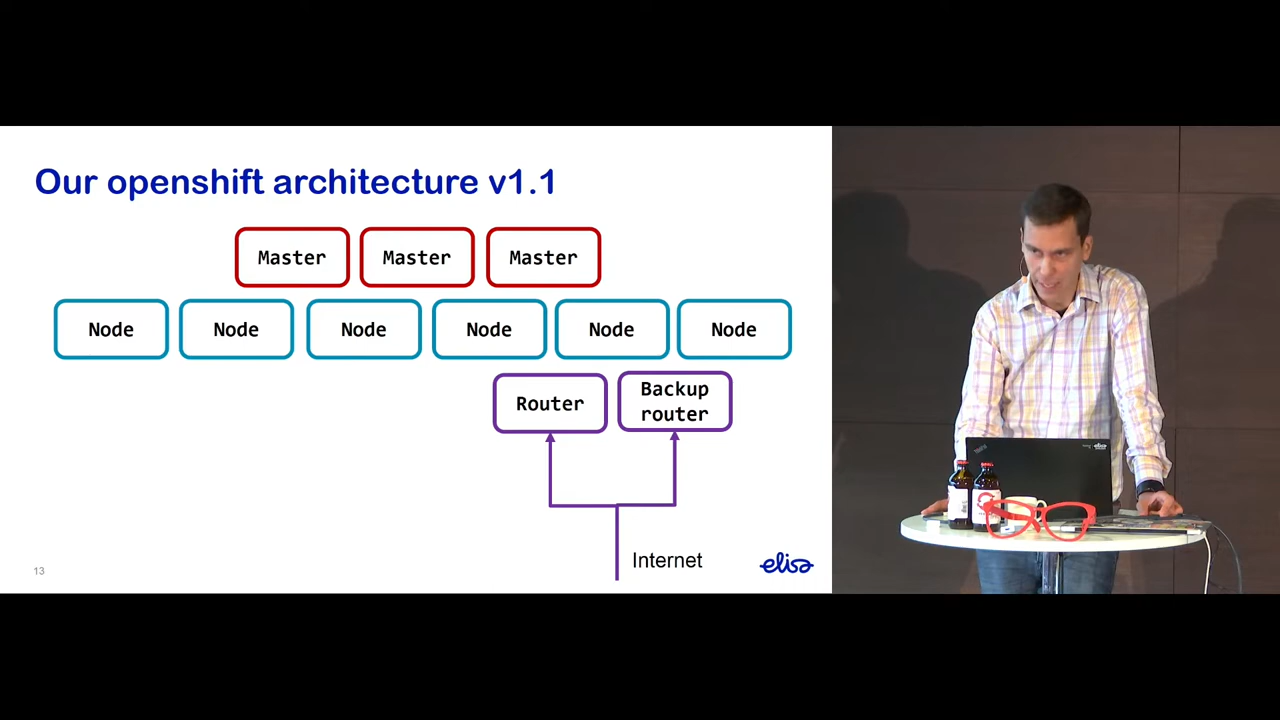 Our openshift architecture v1.1
Master Master Master
Node Node Node Node Node Node
Router
Backup
router
Internet
13
elisa
elisa